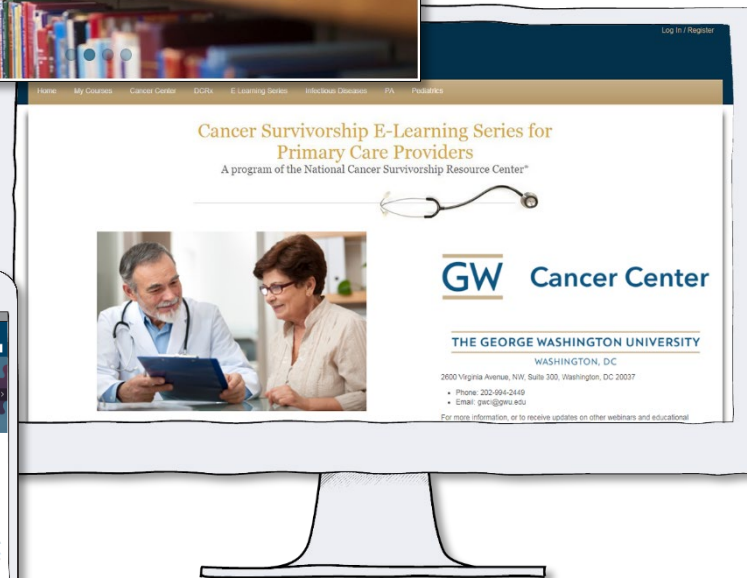 Log In / Register
Home My Courses Cancer Center DCRs E Learning Series Infectious Diseases PA Pediatrics
Cancer Survivorship E-Learning Series for
Primary Care Providers
A program of the National Cancer Survivorship Resource Center*
GW Cancer Center
THE GEORGE WASHINGTON UNIVERSITY
WASHINGTON, DC
2600 Virginia Avenue, NW, Suite 300, Washington, DC 20037
• Phone: 202-994-2449
• Email: gwci@gwu.edu
For more information, or to receive updates on other webinars and educational